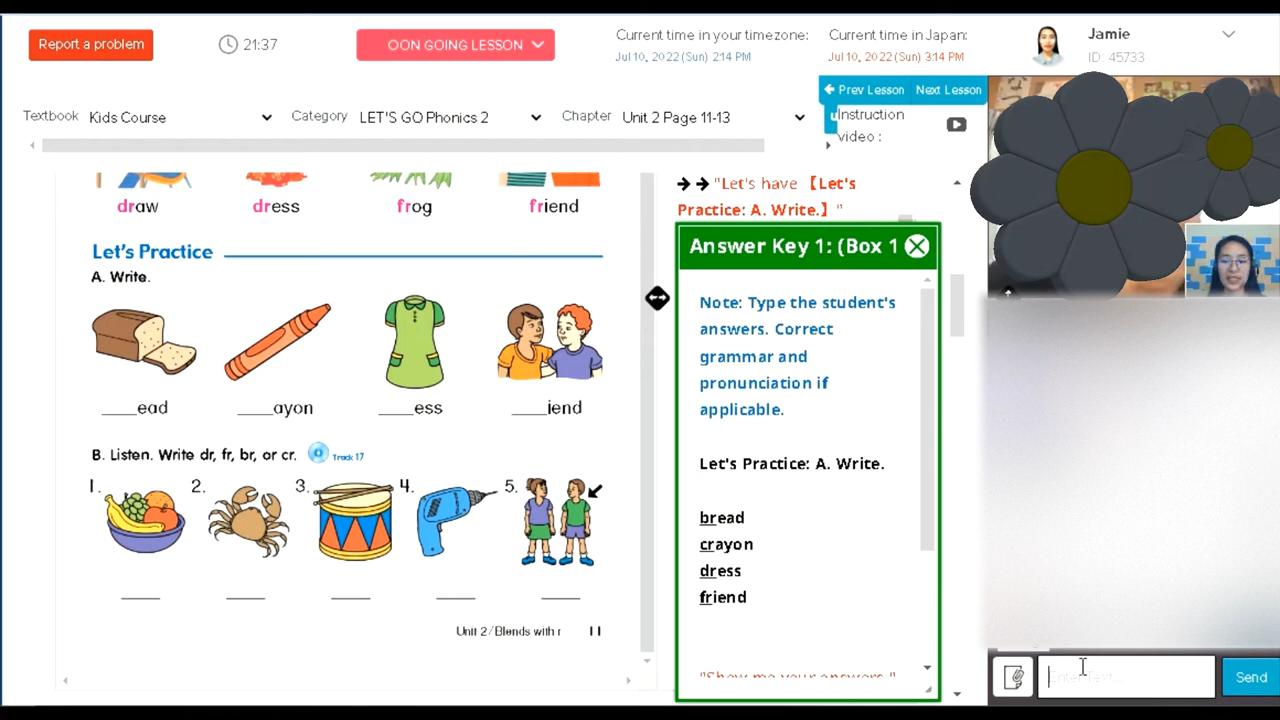 Report a problem
21:37
OON GOING LESSON
Current time in your timezone:
Jul 10, 2022 (Sun) 2:14 PM
Current time in Japan:
Jul 10, 2022 (Sun) 3:14 PM
Jamie
ID: 45733
Prev Lesson
Next Lesson
Textbook
Kids Course
Category
LET'S GO Phonics 2
Chapter
Unit 2 Page 11-13
Instruction
video :
draw
dress
frog
friend
Let's Practice
A. Write.
____ead
____ayon
____ess
____iend
B. Listen. Write dr, fr, br, or cr.
Track 17
1.
2.
3.
4.
5.
Unit 2/Blends with r
11
"Let's have 【Let's
Practice: A. Write.】"
Answer Key 1: (Box 1
Note: Type the student's
answers. Correct
grammar and
pronunciation if
applicable.
Let's Practice: A. Write.
bread
crayon
dress
friend
"Show me your answers."
Enter Text...
Send